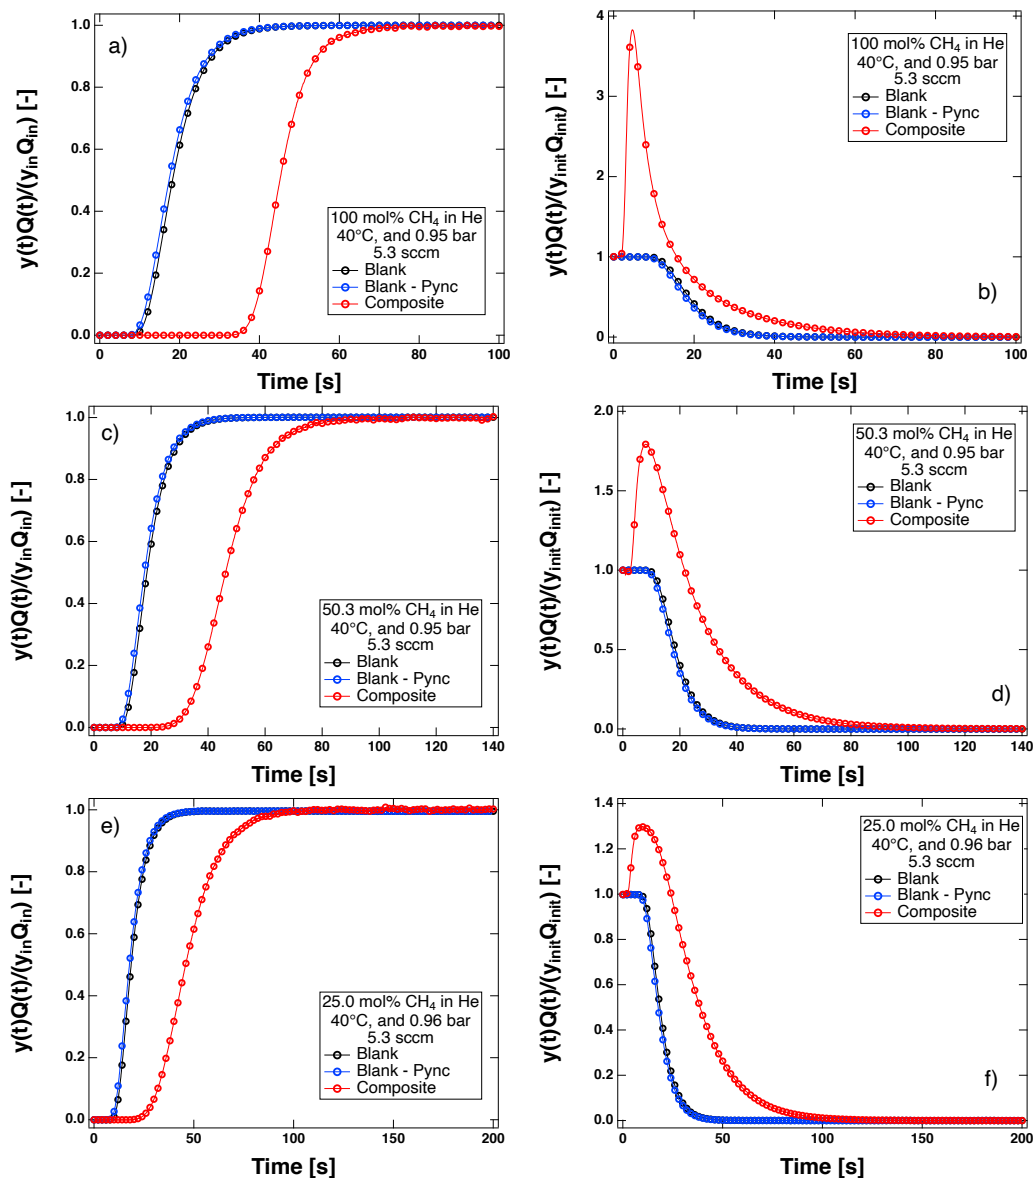 a)
1.0
0.8
0.6
0.4
0.2
0.0
y(t)Q(t)/(y_in Q_in) [-]
100 mol% CH₄ in He
40°C, and 0.95 bar
5.3 sccm
Blank
Blank - Pync
Composite
0 20 40 60 80 100
Time [s]
b)
4
3
2
1
0
y(t)Q(t)/(y_init Q_init) [-]
100 mol% CH₄ in He
40°C, and 0.95 bar
5.3 sccm
Blank
Blank - Pync
Composite
0 20 40 60 80 100
Time [s]
c)
1.0
0.8
0.6
0.4
0.2
0.0
y(t)Q(t)/(y_in Q_in) [-]
50.3 mol% CH₄ in He
40°C, and 0.95 bar
5.3 sccm
Blank
Blank - Pync
Composite
0 20 40 60 80 100 120 140
Time [s]
2.0
1.5
1.0
0.5
0.0
y(t)Q(t)/(y_init Q_init) [-]
50.3 mol% CH₄ in He
40°C, and 0.95 bar
5.3 sccm
Blank
Blank - Pync
Composite
d)
0 20 40 60 80 100 120 140
Time [s]
e)
1.0
0.8
0.6
0.4
0.2
0.0
y(t)Q(t)/(y_in Q_in) [-]
25.0 mol% CH₄ in He
40°C, and 0.96 bar
5.3 sccm
Blank
Blank - Pync
Composite
0 50 100 150 200
Time [s]
1.4
1.2
1.0
0.8
0.6
0.4
0.2
0.0
y(t)Q(t)/(y_init Q_init) [-]
25.0 mol% CH₄ in He
40°C, and 0.96 bar
5.3 sccm
Blank
Blank - Pync
Composite
f)
0 50 100 150 200
Time [s]